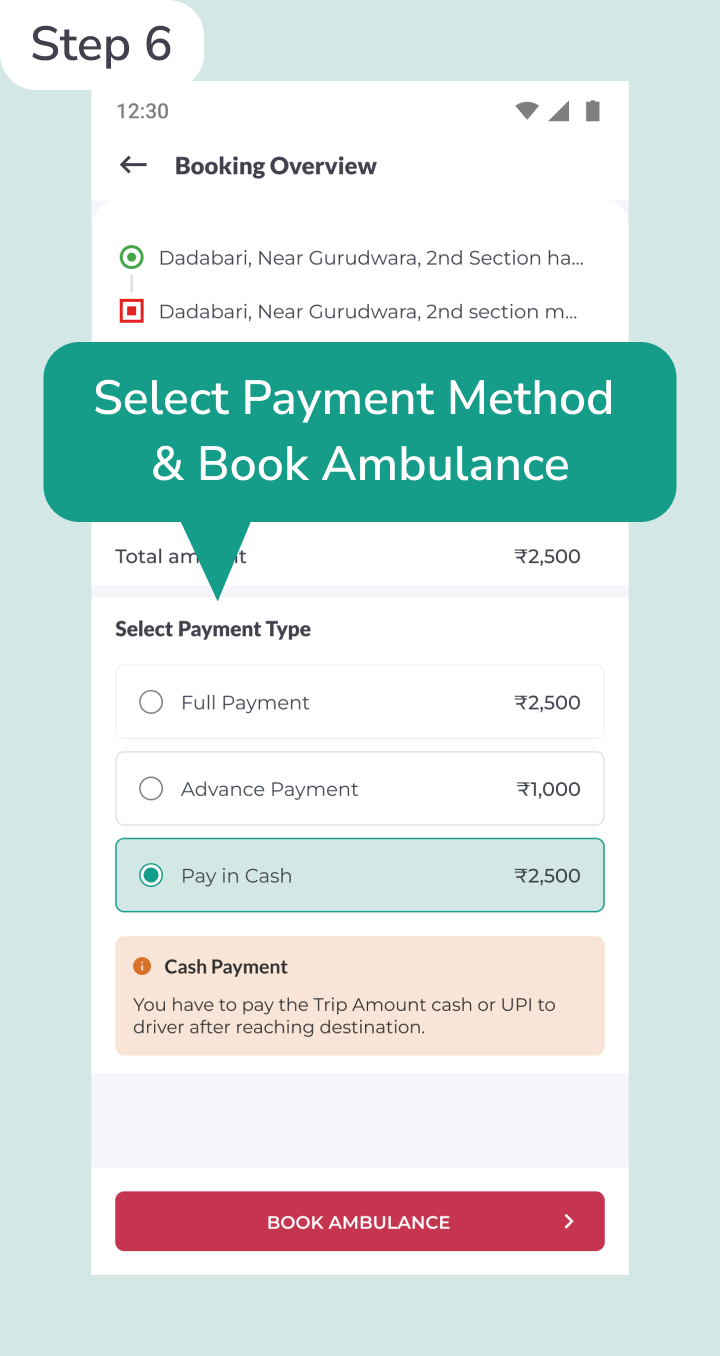 Step 6
12:30
Booking Overview
Dadabari, Near Gurudwara, 2nd Section ha...
Dadabari, Near Gurudwara, 2nd section m...
Select Payment Method
& Book Ambulance
Total ₹2,500
Select Payment Type
Full Payment ₹2,500
Advance Payment ₹1,000
Pay in Cash ₹2,500
Cash Payment
You have to pay the Trip Amount cash or UPI to
driver after reaching destination.
BOOK AMBULANCE